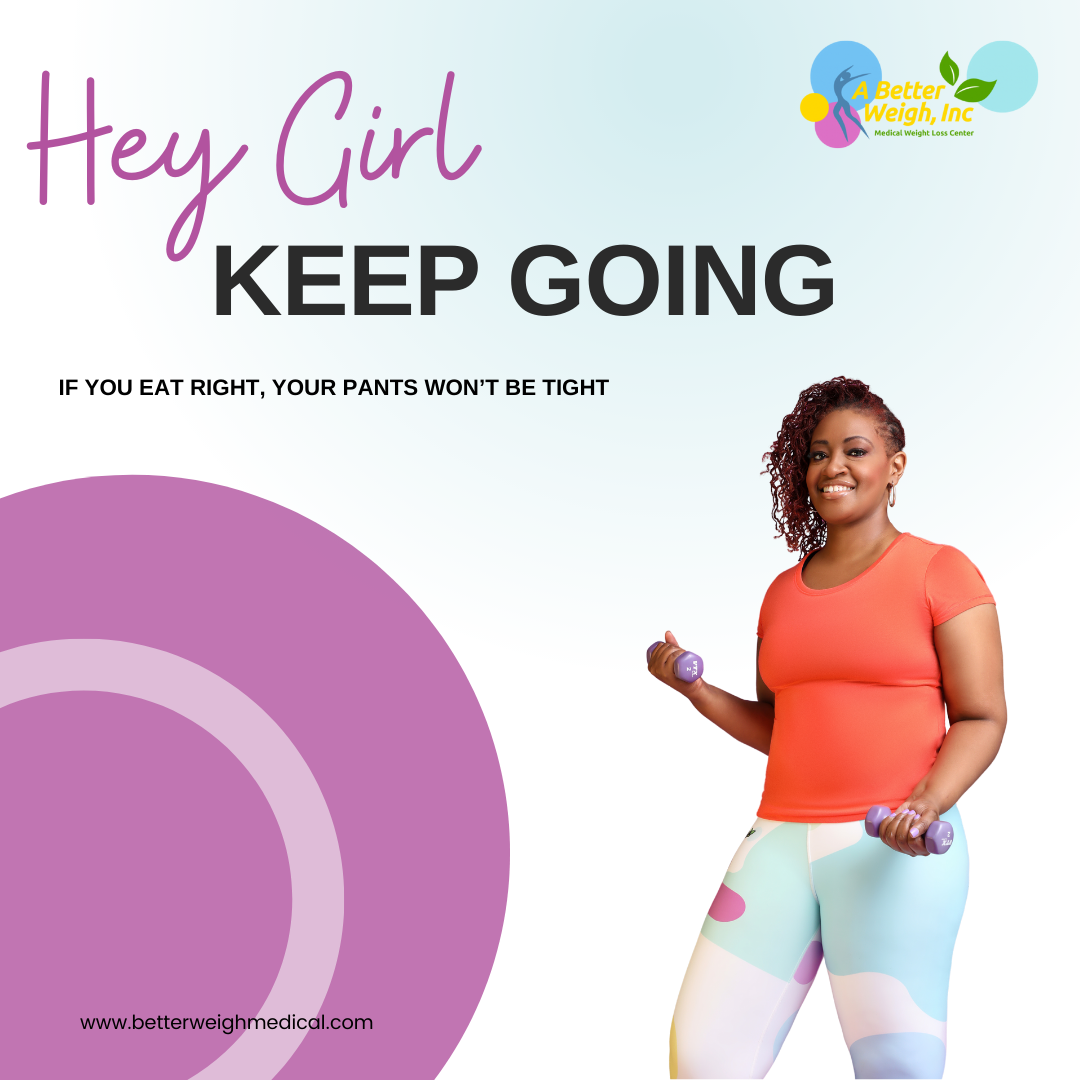 Hey Girl
A Better
Weigh, Inc
Medical Weight Loss Center
KEEP GOING
IF YOU EAT RIGHT, YOUR PANTS WON’T BE TIGHT
2
www.betterweighmedical.com